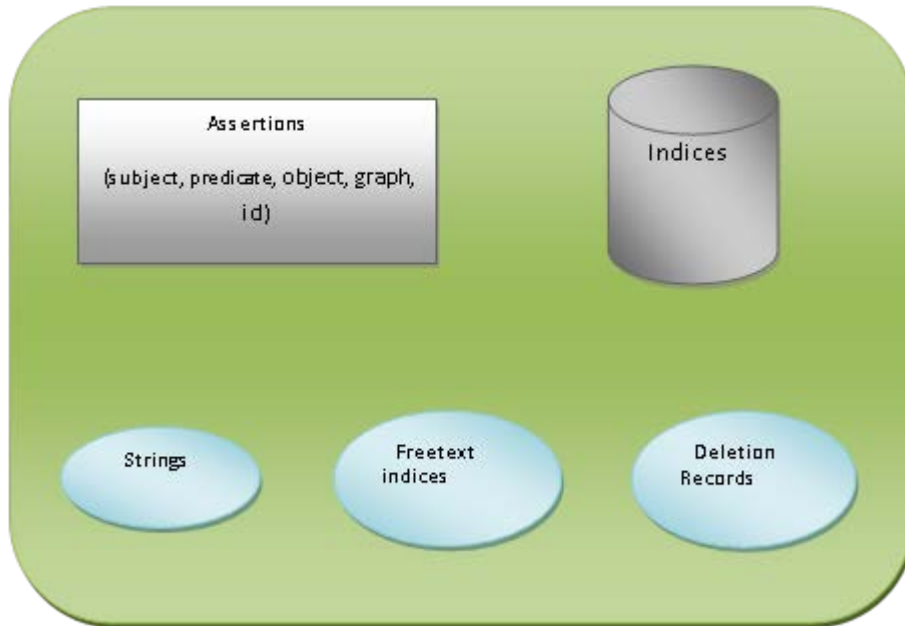 Assertions
(subject, predicate, object, graph,
id)
Indices
Strings
Freetext
indices
Deletion
Records